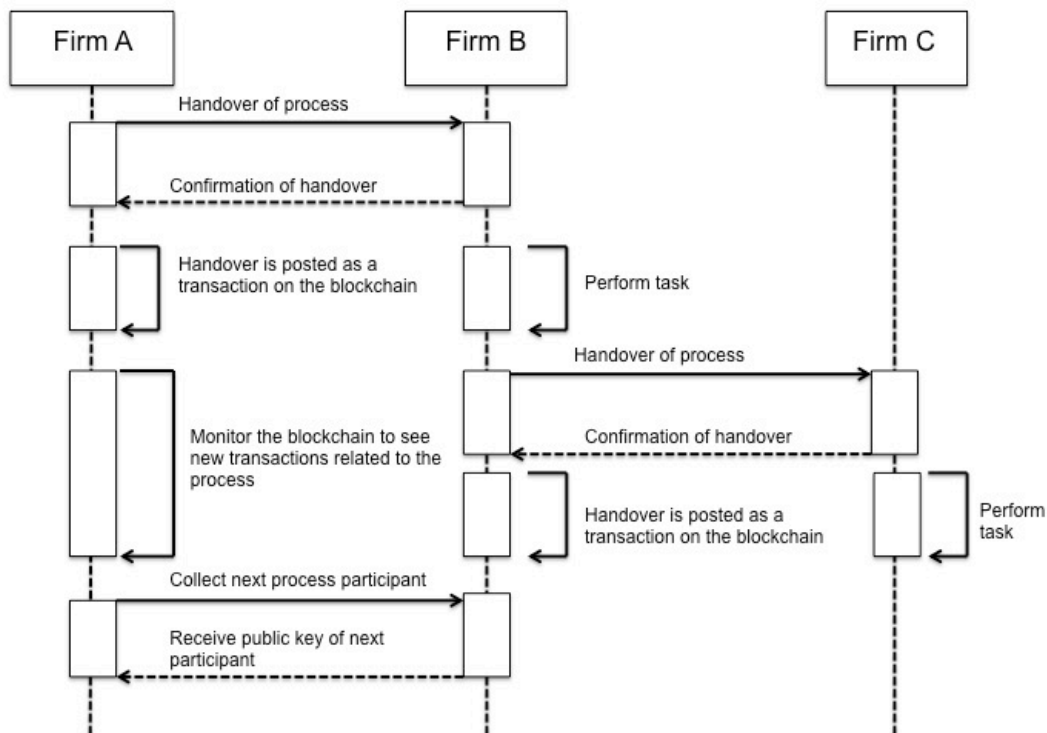 Firm A
Firm B
Firm C
Handover of process
Confirmation of handover
Handover is posted as a
transaction on the blockchain
Perform task
Handover of process
Monitor the blockchain to see
new transactions related to the
process
Confirmation of handover
Handover is posted as a
transaction on the blockchain
Perform
task
Collect next process participant
Receive public key of next
participant